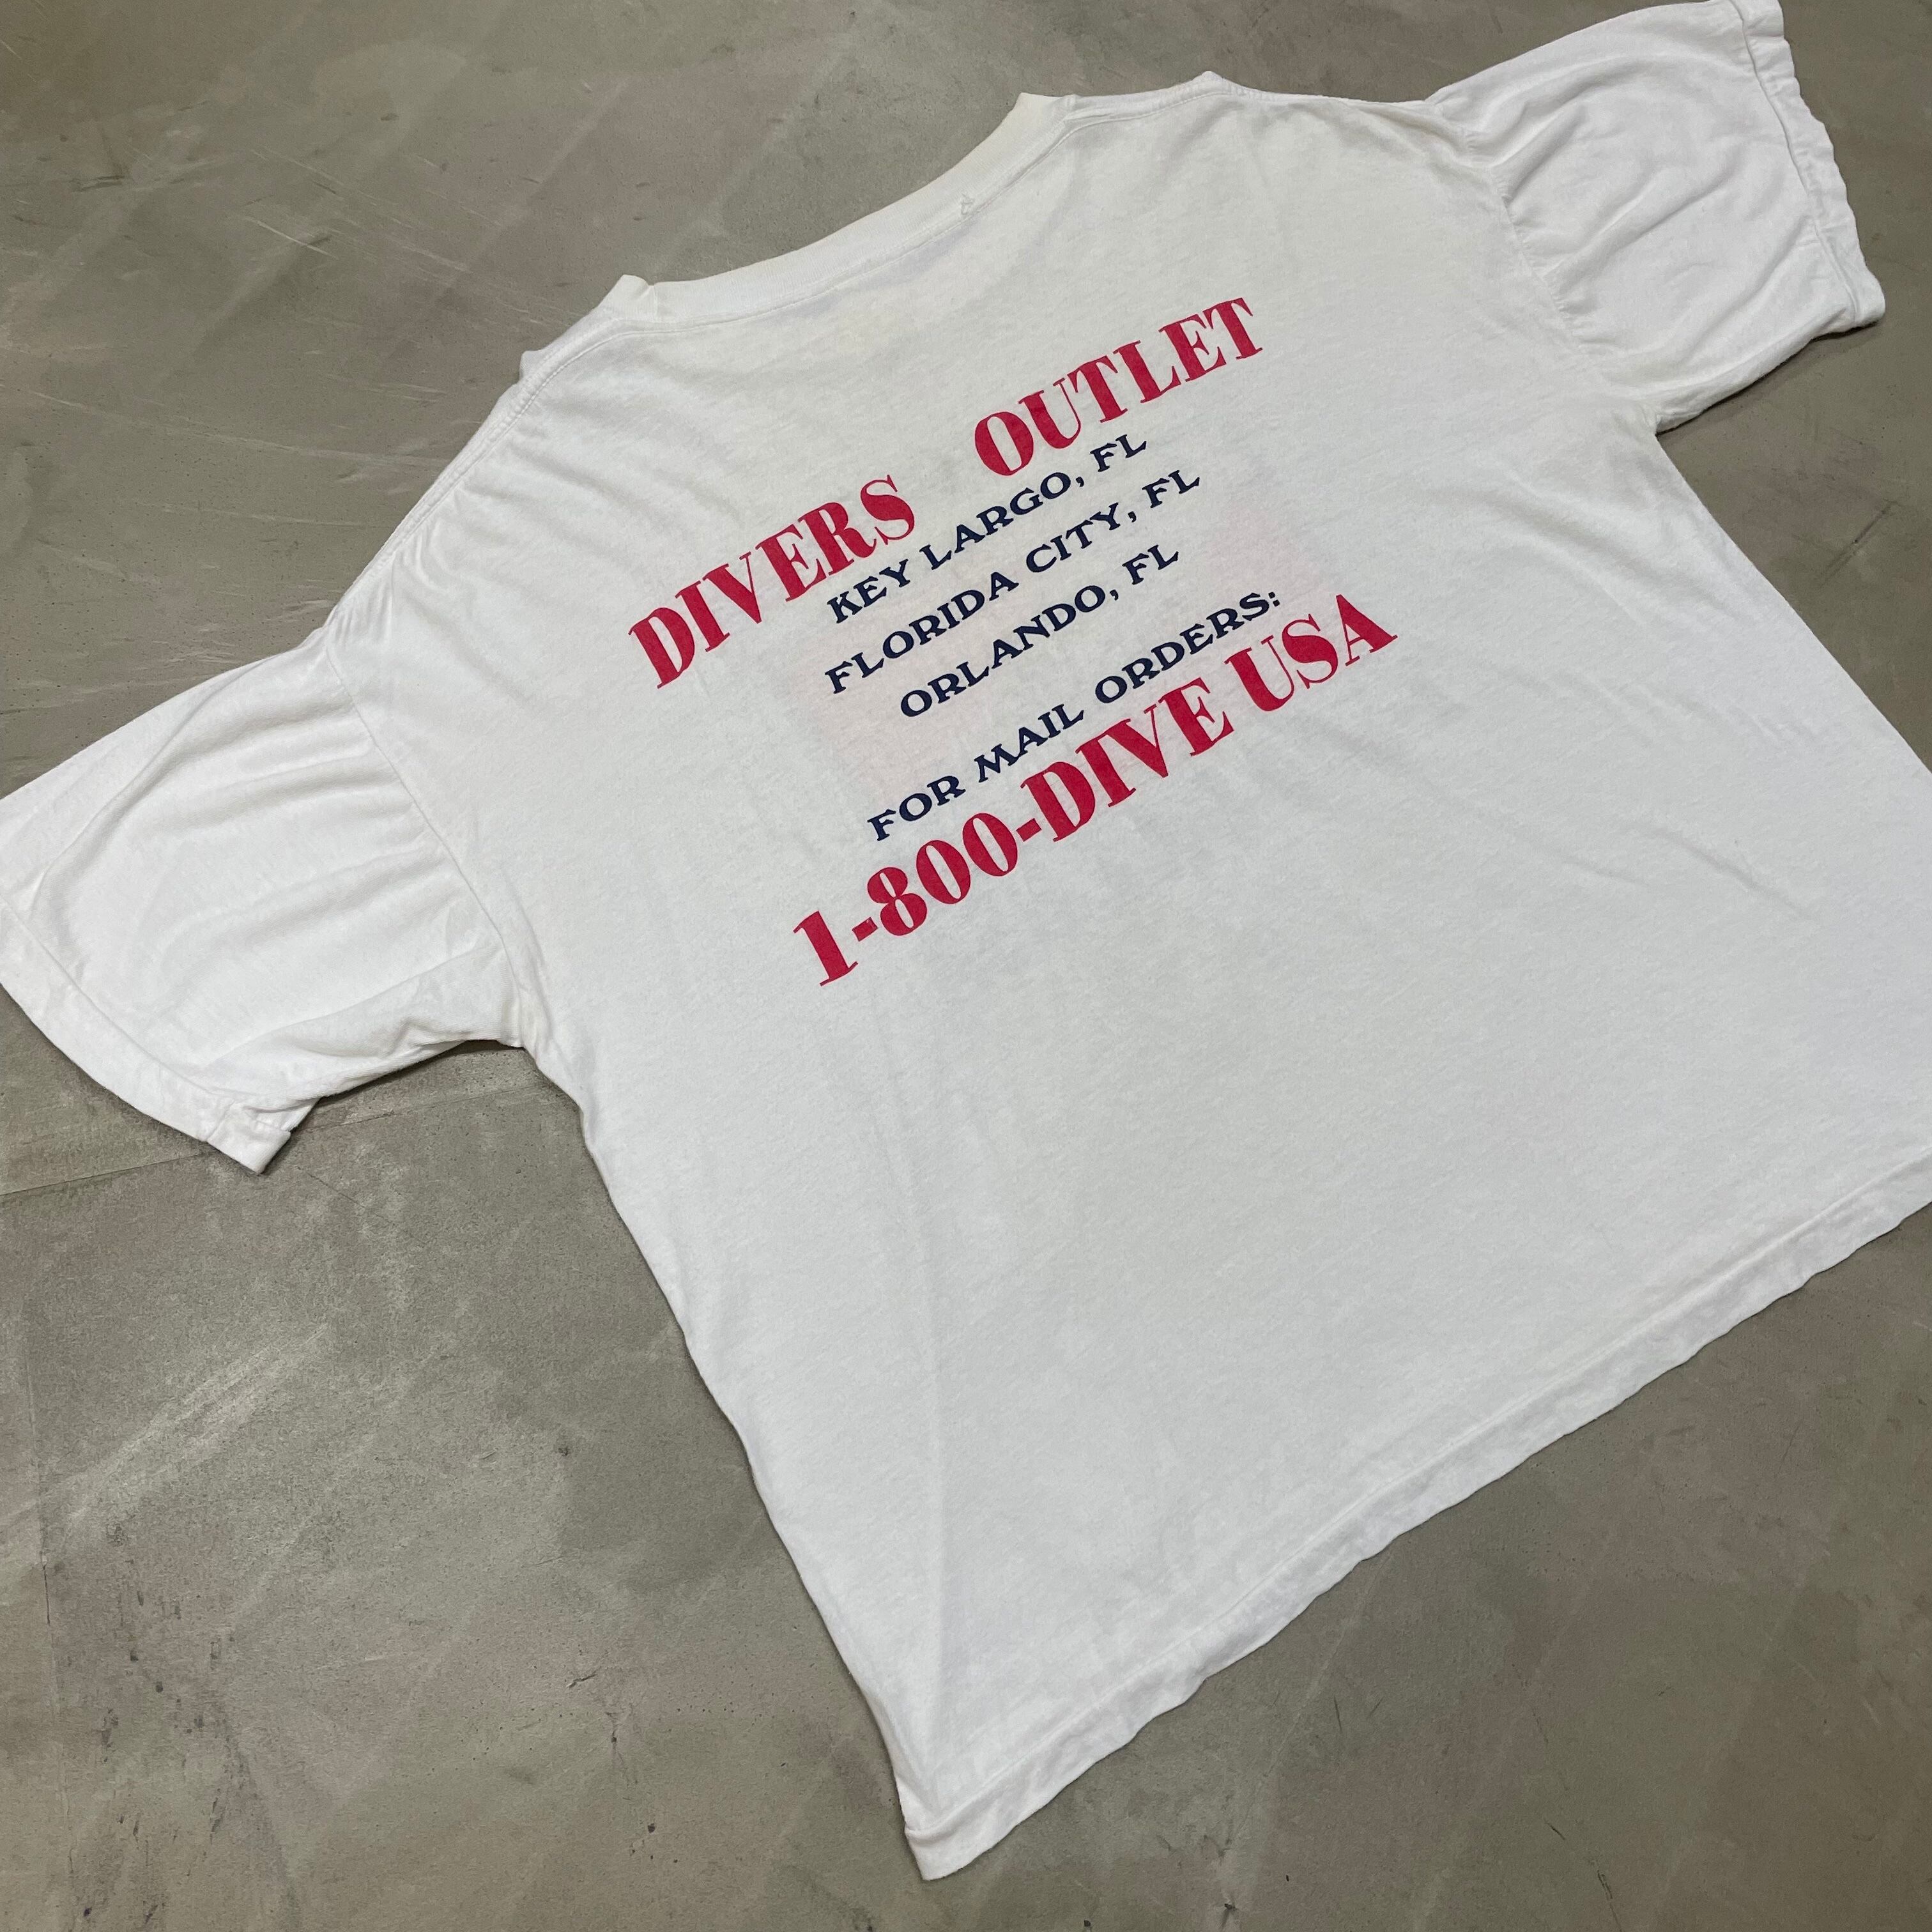 DIVERS OUTLET
KEY LARGO, FL
FLORIDA CITY, FL
ORLANDO, FL
FOR MAIL ORDERS:
1-800-DIVE USA